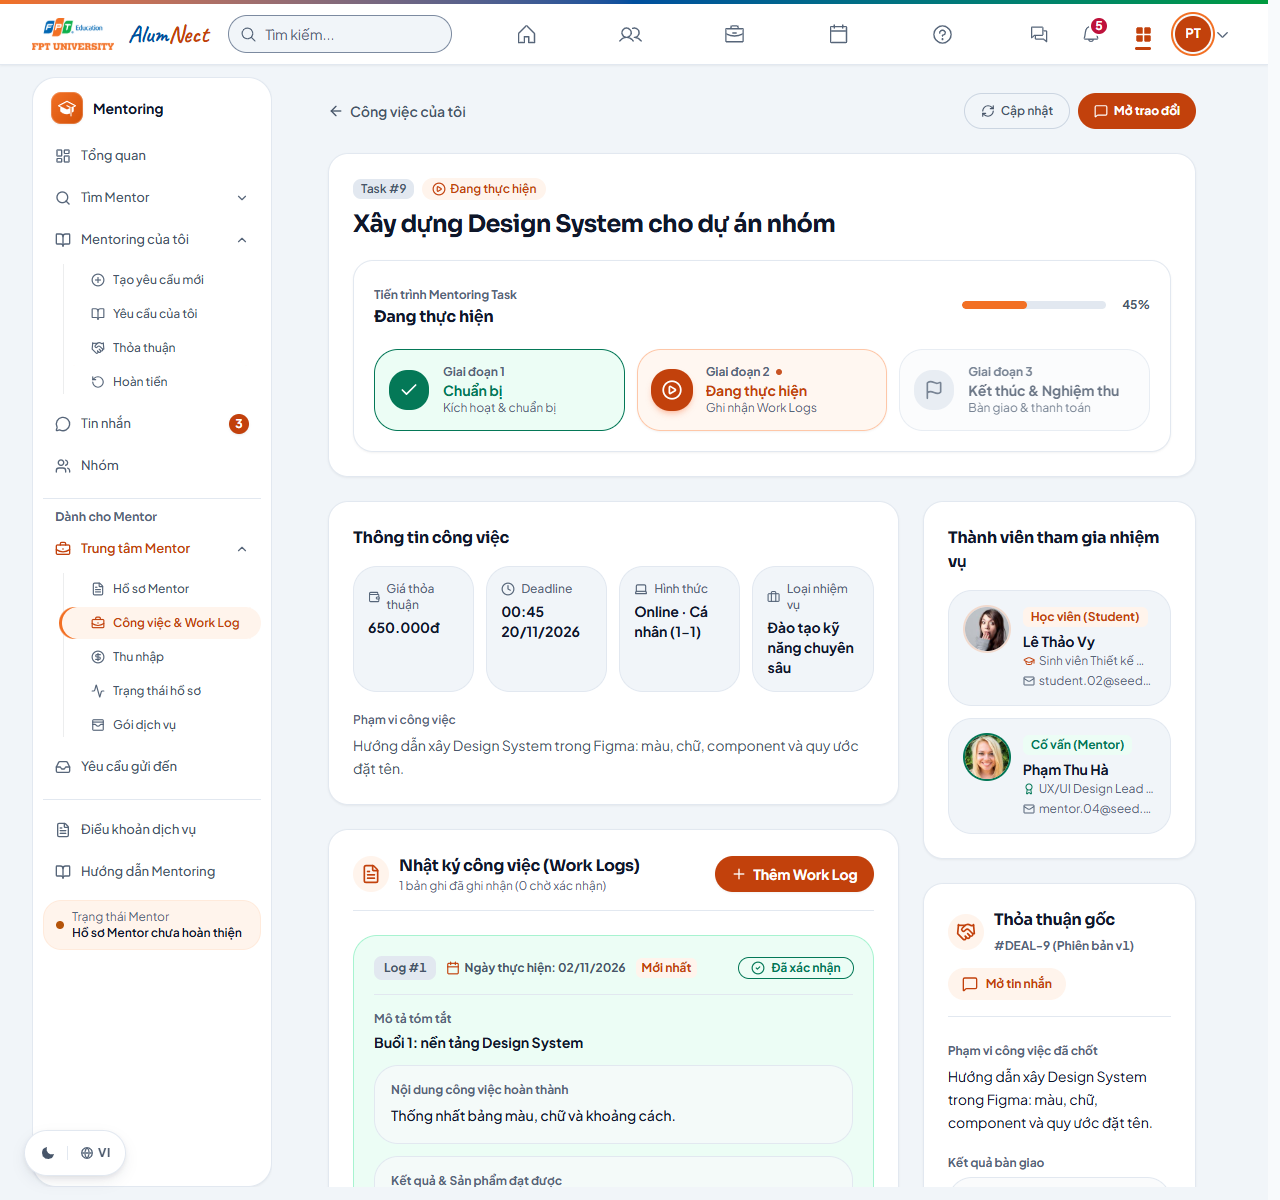 FPT Education
FPT UNIVERSITY
AlumNect
Tìm kiếm...
5
PT
Mentoring
Tổng quan
Tìm Mentor
Mentoring của tôi
Tạo yêu cầu mới
Yêu cầu của tôi
Thỏa thuận
Hoàn tiền
Tin nhắn
3
Nhóm
Dành cho Mentor
Trung tâm Mentor
Hồ sơ Mentor
Công việc & Work Log
Thu nhập
Trạng thái hồ sơ
Gói dịch vụ
Yêu cầu gửi đến
Điều khoản dịch vụ
Hướng dẫn Mentoring
Trạng thái Mentor
Hồ sơ Mentor chưa hoàn thiện
VI
Công việc của tôi
Cập nhật
Mở trao đổi
Task #9
Đang thực hiện
Xây dựng Design System cho dự án nhóm
Tiến trình Mentoring Task
Đang thực hiện
45%
Giai đoạn 1
Chuẩn bị
Kích hoạt & chuẩn bị
Giai đoạn 2
Đang thực hiện
Ghi nhận Work Logs
Giai đoạn 3
Kết thúc & Nghiệm thu
Bàn giao & thanh toán
Thông tin công việc
Giá thỏa thuận
650.000đ
Deadline
00:45
20/11/2026
Hình thức
Online · Cá
nhân (1–1)
Loại nhiệm
vụ
Đào tạo kỹ
năng chuyên
sâu
Phạm vi công việc
Hướng dẫn xây Design System trong Figma: màu, chữ, component và quy ước
đặt tên.
Nhật ký công việc (Work Logs)
1 bản ghi đã ghi nhận (0 chờ xác nhận)
Thêm Work Log
Log #1
Ngày thực hiện: 02/11/2026
Mới nhất
Đã xác nhận
Mô tả tóm tắt
Buổi 1: nền tảng Design System
Nội dung công việc hoàn thành
Thống nhất bảng màu, chữ và khoảng cách.
Kết quả & Sản phẩm đạt được
Thành viên tham gia nhiệm
vụ
Học viên (Student)
Lê Thảo Vy
Sinh viên Thiết kế ...
student.02@seed...
Cố vấn (Mentor)
Phạm Thu Hà
UX/UI Design Lead ...
mentor.04@seed....
Thỏa thuận gốc
#DEAL-9 (Phiên bản v1)
Mở tin nhắn
Phạm vi công việc đã chốt
Hướng dẫn xây Design System
trong Figma: màu, chữ,
component và quy ước đặt tên.
Kết quả bàn giao